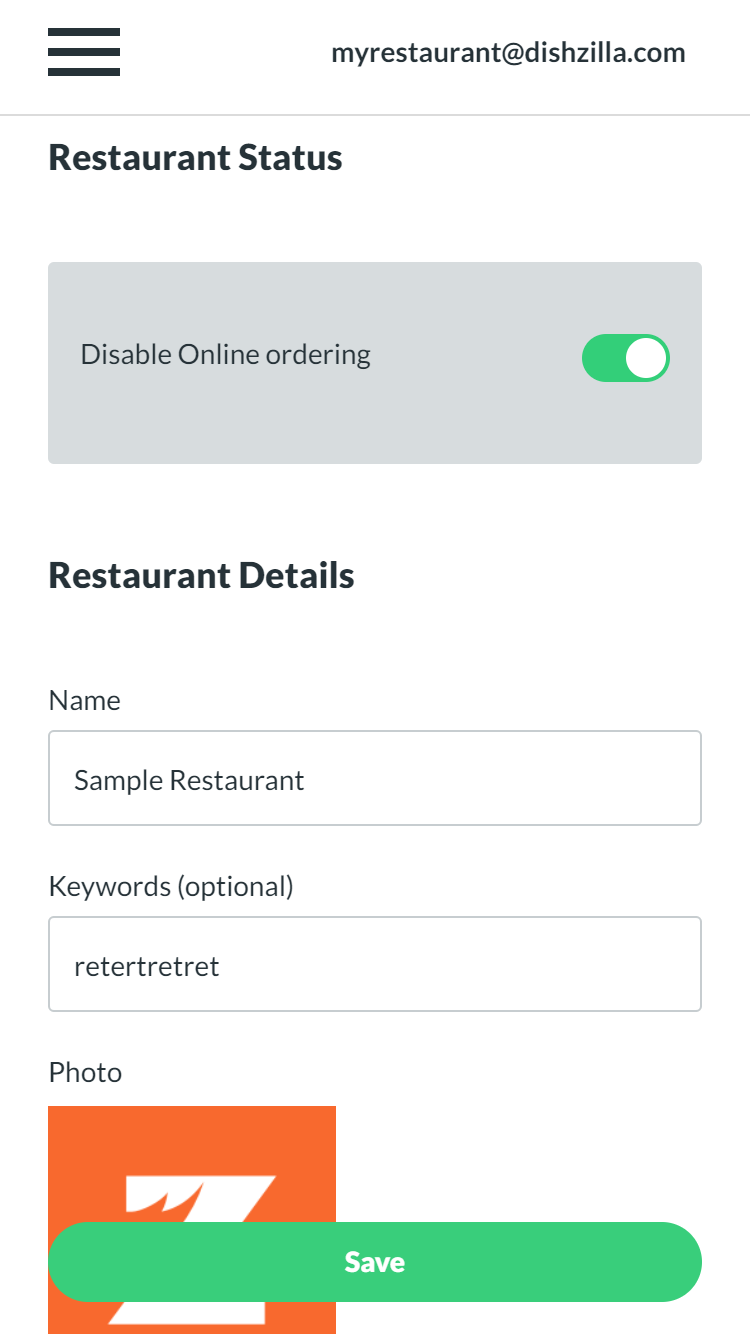 myrestaurant@dishzilla.com
Restaurant Status
Disable Online ordering
Restaurant Details
Name
Sample Restaurant
Keywords (optional)
retertretret
Photo
Save